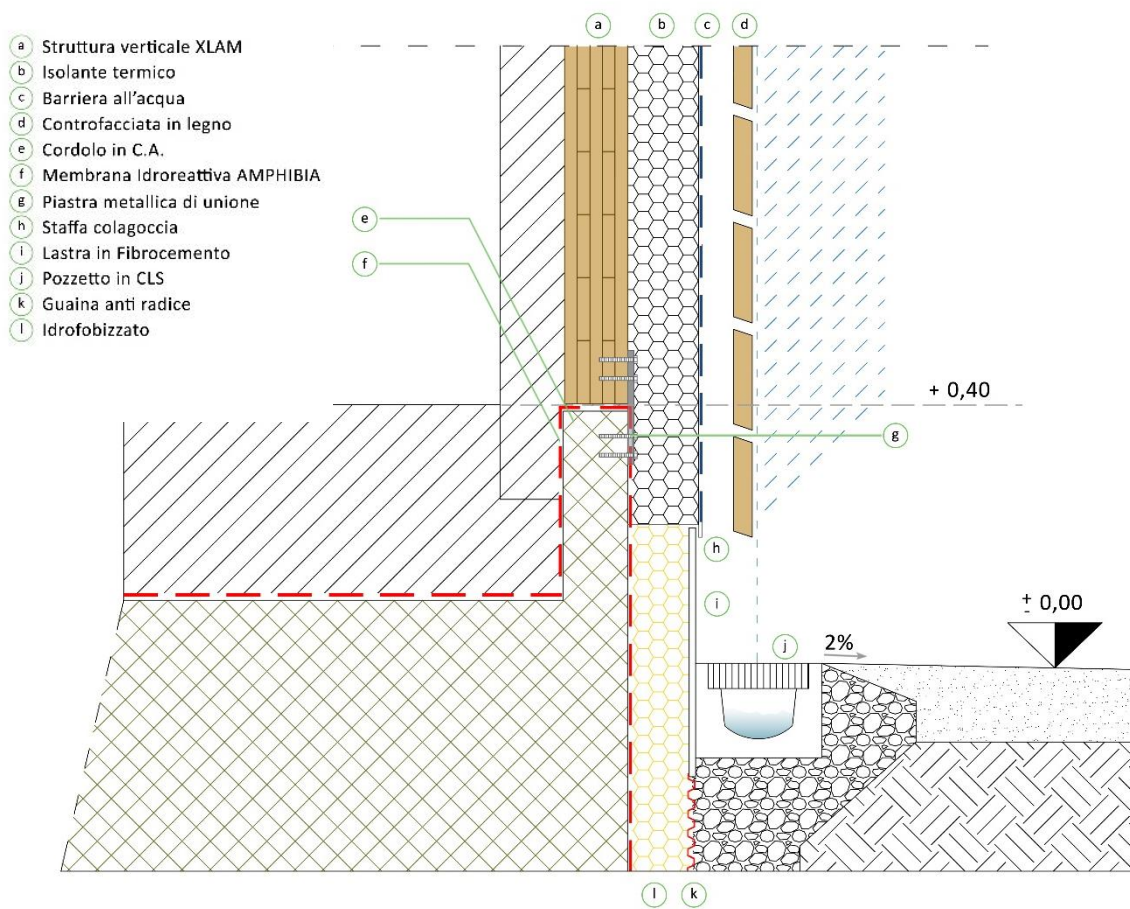 a b c d
a Struttura verticale XLAM
b Isolante termico
c Barriera all'acqua
d Controfacciata in legno
e Cordolo in C.A.
f Membrana Idroreattiva AMPHIBIA
g Piastra metallica di unione
h Staffa colagoccia
i Lastra in Fibrocemento
j Pozzetto in CLS
k Guaina anti radice
l Idrofobizzato
e
f
+ 0,40
g
h
i
± 0,00
j 2%
l k